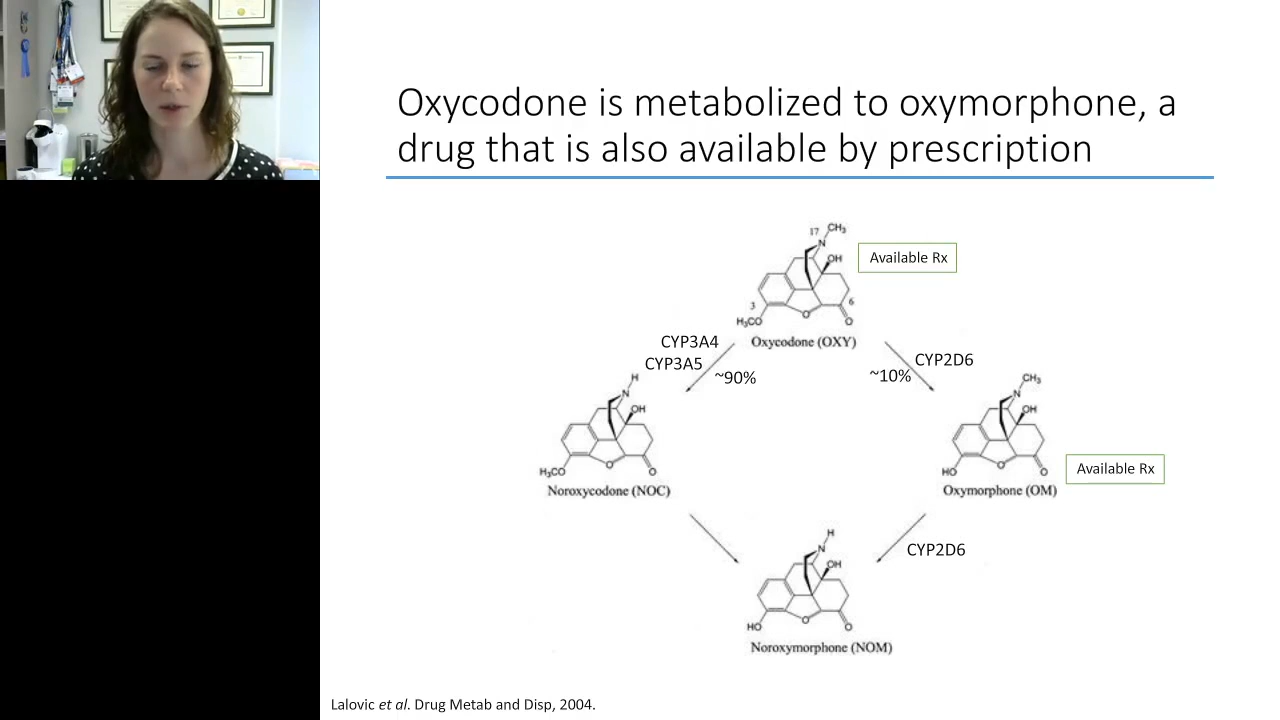 Oxycodone is metabolized to oxymorphone, a
drug that is also available by prescription
17
CH₃
N
OH
Available Rx
3
6
H₃CO
O
O
Oxycodone (OXY)
CYP3A4
CYP3A5
~90%
CYP2D6
~10%
H
N
OH
H₃CO
O
O
Noroxycodone (NOC)
CH₃
N
OH
HO
O
O
Available Rx
Oxymorphone (OM)
CYP2D6
H
N
OH
HO
O
O
Noroxymorphone (NOM)
Lalovic et al. Drug Metab and Disp, 2004.